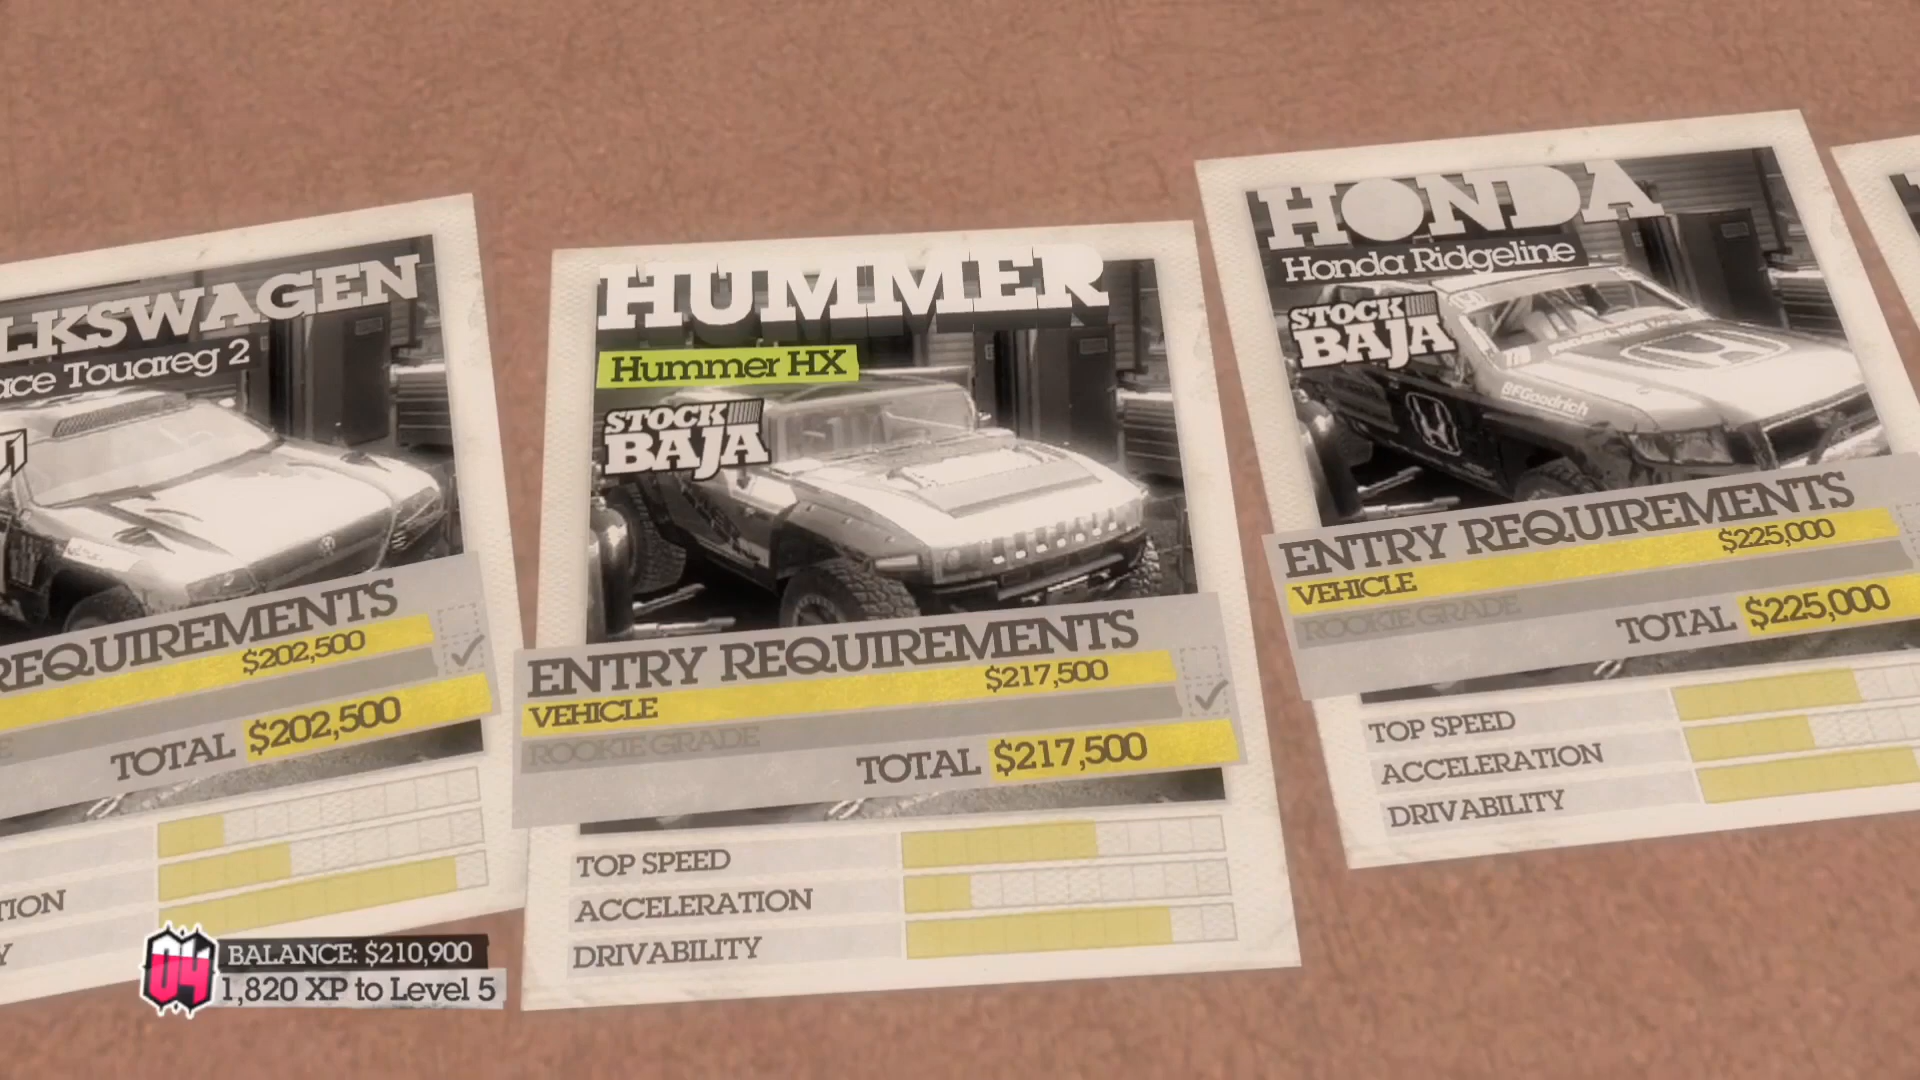 LKSWAGEN
ace Touareg 2
REQUIREMENTS
$202,500
TOTAL $202,500
TION
Y
HUMMER
Hummer HX
STOCK
BAJA
ENTRY REQUIREMENTS
VEHICLE $217,500
ROOKIE GRADE
TOTAL $217,500
TOP SPEED
ACCELERATION
DRIVABILITY
HONDA
Honda Ridgeline
STOCK
BAJA
BFGoodrich
ENTRY REQUIREMENTS
VEHICLE $225,000
ROOKIE GRADE
TOTAL $225,000
TOP SPEED
ACCELERATION
DRIVABILITY
04
BALANCE: $210,900
1,820 XP to Level 5